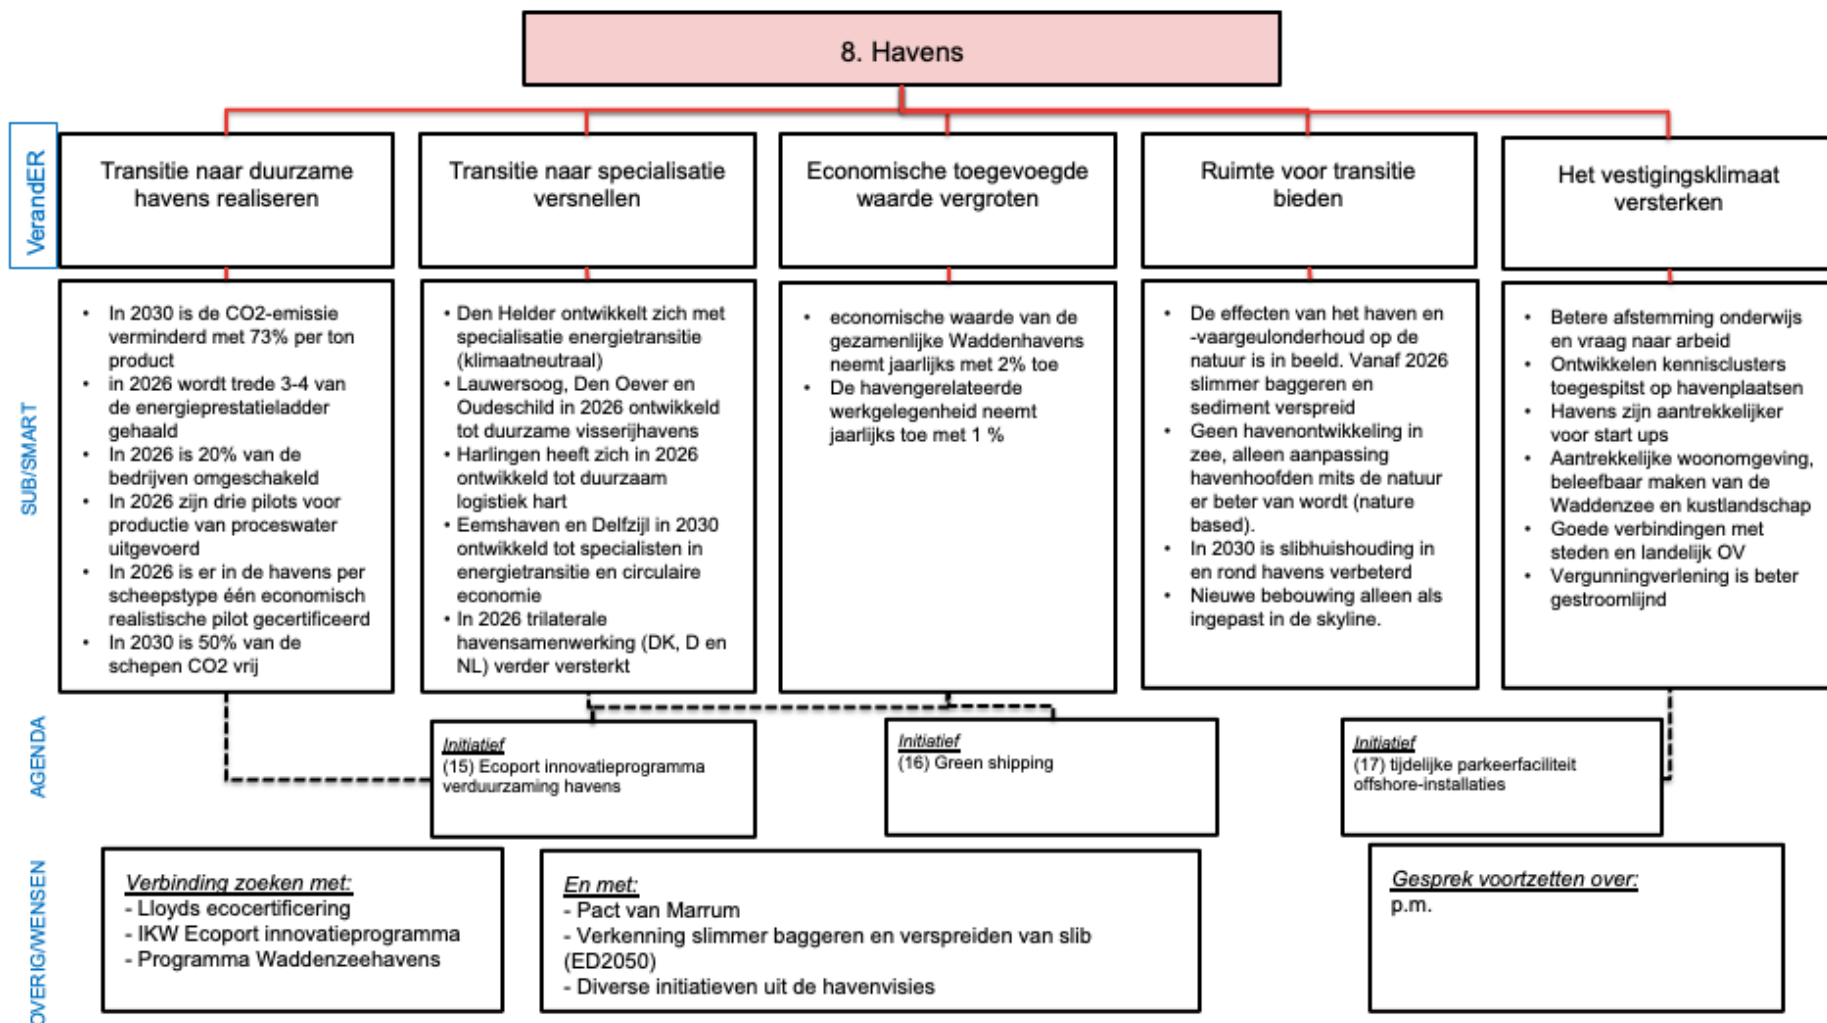 8. Havens
VerandER
Transitie naar duurzame
havens realiseren
Transitie naar specialisatie
versnellen
Economische toegevoegde
waarde vergroten
Ruimte voor transitie
bieden
Het vestigingsklimaat
versterken
SUB/SMART
• In 2030 is de CO2-emissie
verminderd met 73% per ton
product
• in 2026 wordt trede 3-4 van
de energieprestatieladder
gehaald
• In 2026 is 20% van de
bedrijven omgeschakeld
• In 2026 zijn drie pilots voor
productie van proceswater
uitgevoerd
• In 2026 is er in de havens per
scheepstype één economisch
realistische pilot gecertificeerd
• In 2030 is 50% van de
schepen CO2 vrij
• Den Helder ontwikkelt zich met
specialisatie energietransitie
(klimaatneutraal)
• Lauwersoog, Den Oever en
Oudeschild in 2026 ontwikkeld
tot duurzame visserijhavens
• Harlingen heeft zich in 2026
ontwikkeld tot duurzaam
logistiek hart
• Eemshaven en Delfzijl in 2030
ontwikkeld tot specialisten in
energietransitie en circulaire
economie
• In 2026 trilaterale
havensamenwerking (DK, D en
NL) verder versterkt
• economische waarde van de
gezamenlijke Waddenhavens
neemt jaarlijks met 2% toe
• De havengerelateerde
werkgelegenheid neemt
jaarlijks toe met 1 %
• De effecten van het haven en
-vaargeulonderhoud op de
natuur is in beeld. Vanaf 2026
slimmer baggeren en
sediment verspreid
• Geen havenontwikkeling in
zee, alleen aanpassing
havenhoofden mits de natuur
er beter van wordt (nature
based).
• In 2030 is slibhuishouding in
en rond havens verbeterd
• Nieuwe bebouwing alleen als
ingepast in de skyline.
• Betere afstemming onderwijs
en vraag naar arbeid
• Ontwikkelen kennisclusters
toegespitst op havenplaatsen
• Havens zijn aantrekkelijker
voor start ups
• Aantrekkelijke woonomgeving,
beleefbaar maken van de
Waddenzee en kustlandschap
• Goede verbindingen met
steden en landelijk OV
• Vergunningverlening is beter
gestroomlijnd
AGENDA
Initiatief
(15) Ecoport innovatieprogramma
verduurzaming havens
Initiatief
(16) Green shipping
Initiatief
(17) tijdelijke parkeerfaciliteit
offshore-installaties
OVERIG/WENSEN
Verbinding zoeken met:
- Lloyds ecocertificering
- IKW Ecoport innovatieprogramma
- Programma Waddenzeehavens
En met:
- Pact van Marrum
- Verkenning slimmer baggeren en verspreiden van slib
(ED2050)
- Diverse initiatieven uit de havenvisies
Gesprek voortzetten over:
p.m.